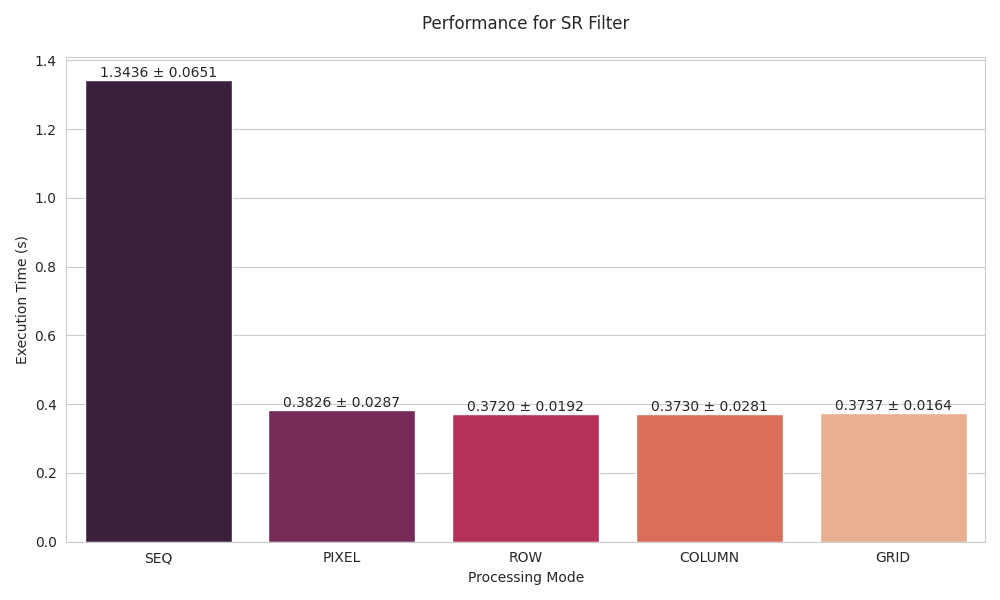 Performance for SR Filter
Execution Time (s)
1.4
1.2
1.0
0.8
0.6
0.4
0.2
0.0
1.3436 ± 0.0651
0.3826 ± 0.0287
0.3720 ± 0.0192
0.3730 ± 0.0281
0.3737 ± 0.0164
SEQ
PIXEL
ROW
COLUMN
GRID
Processing Mode